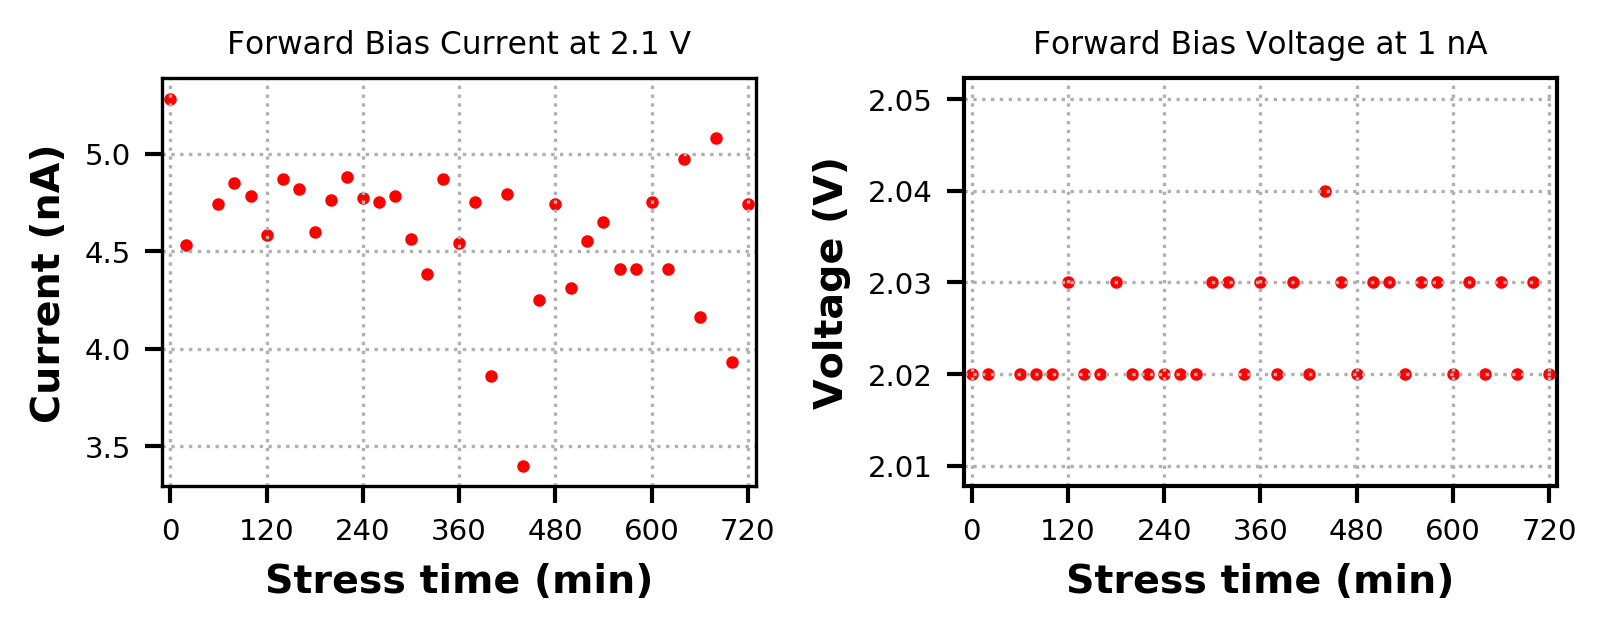 Forward Bias Current at 2.1 V
Current (nA)
5.0
4.5
4.0
3.5
0 120 240 360 480 600 720
Stress time (min)
Forward Bias Voltage at 1 nA
Voltage (V)
2.05
2.04
2.03
2.02
2.01
0 120 240 360 480 600 720
Stress time (min)